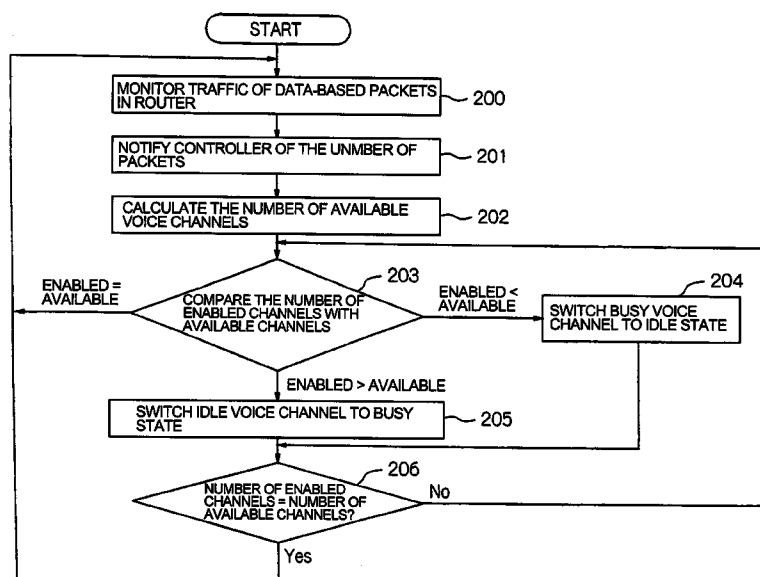 START
MONITOR TRAFFIC OF DATA-BASED PACKETS
IN ROUTER
200
NOTIFY CONTROLLER OF THE UNMBER OF
PACKETS
201
CALCULATE THE NUMBER OF AVAILABLE
VOICE CHANNELS
202
203
ENABLED =
AVAILABLE
COMPARE THE NUMBER OF
ENABLED CHANNELS WITH
AVAILABLE CHANNELS
ENABLED <
AVAILABLE
204
SWITCH BUSY VOICE
CHANNEL TO IDLE STATE
ENABLED > AVAILABLE
SWITCH IDLE VOICE CHANNEL TO BUSY
STATE
205
206
NUMBER OF ENABLED
CHANNELS = NUMBER OF
AVAILABLE CHANNELS?
No
Yes